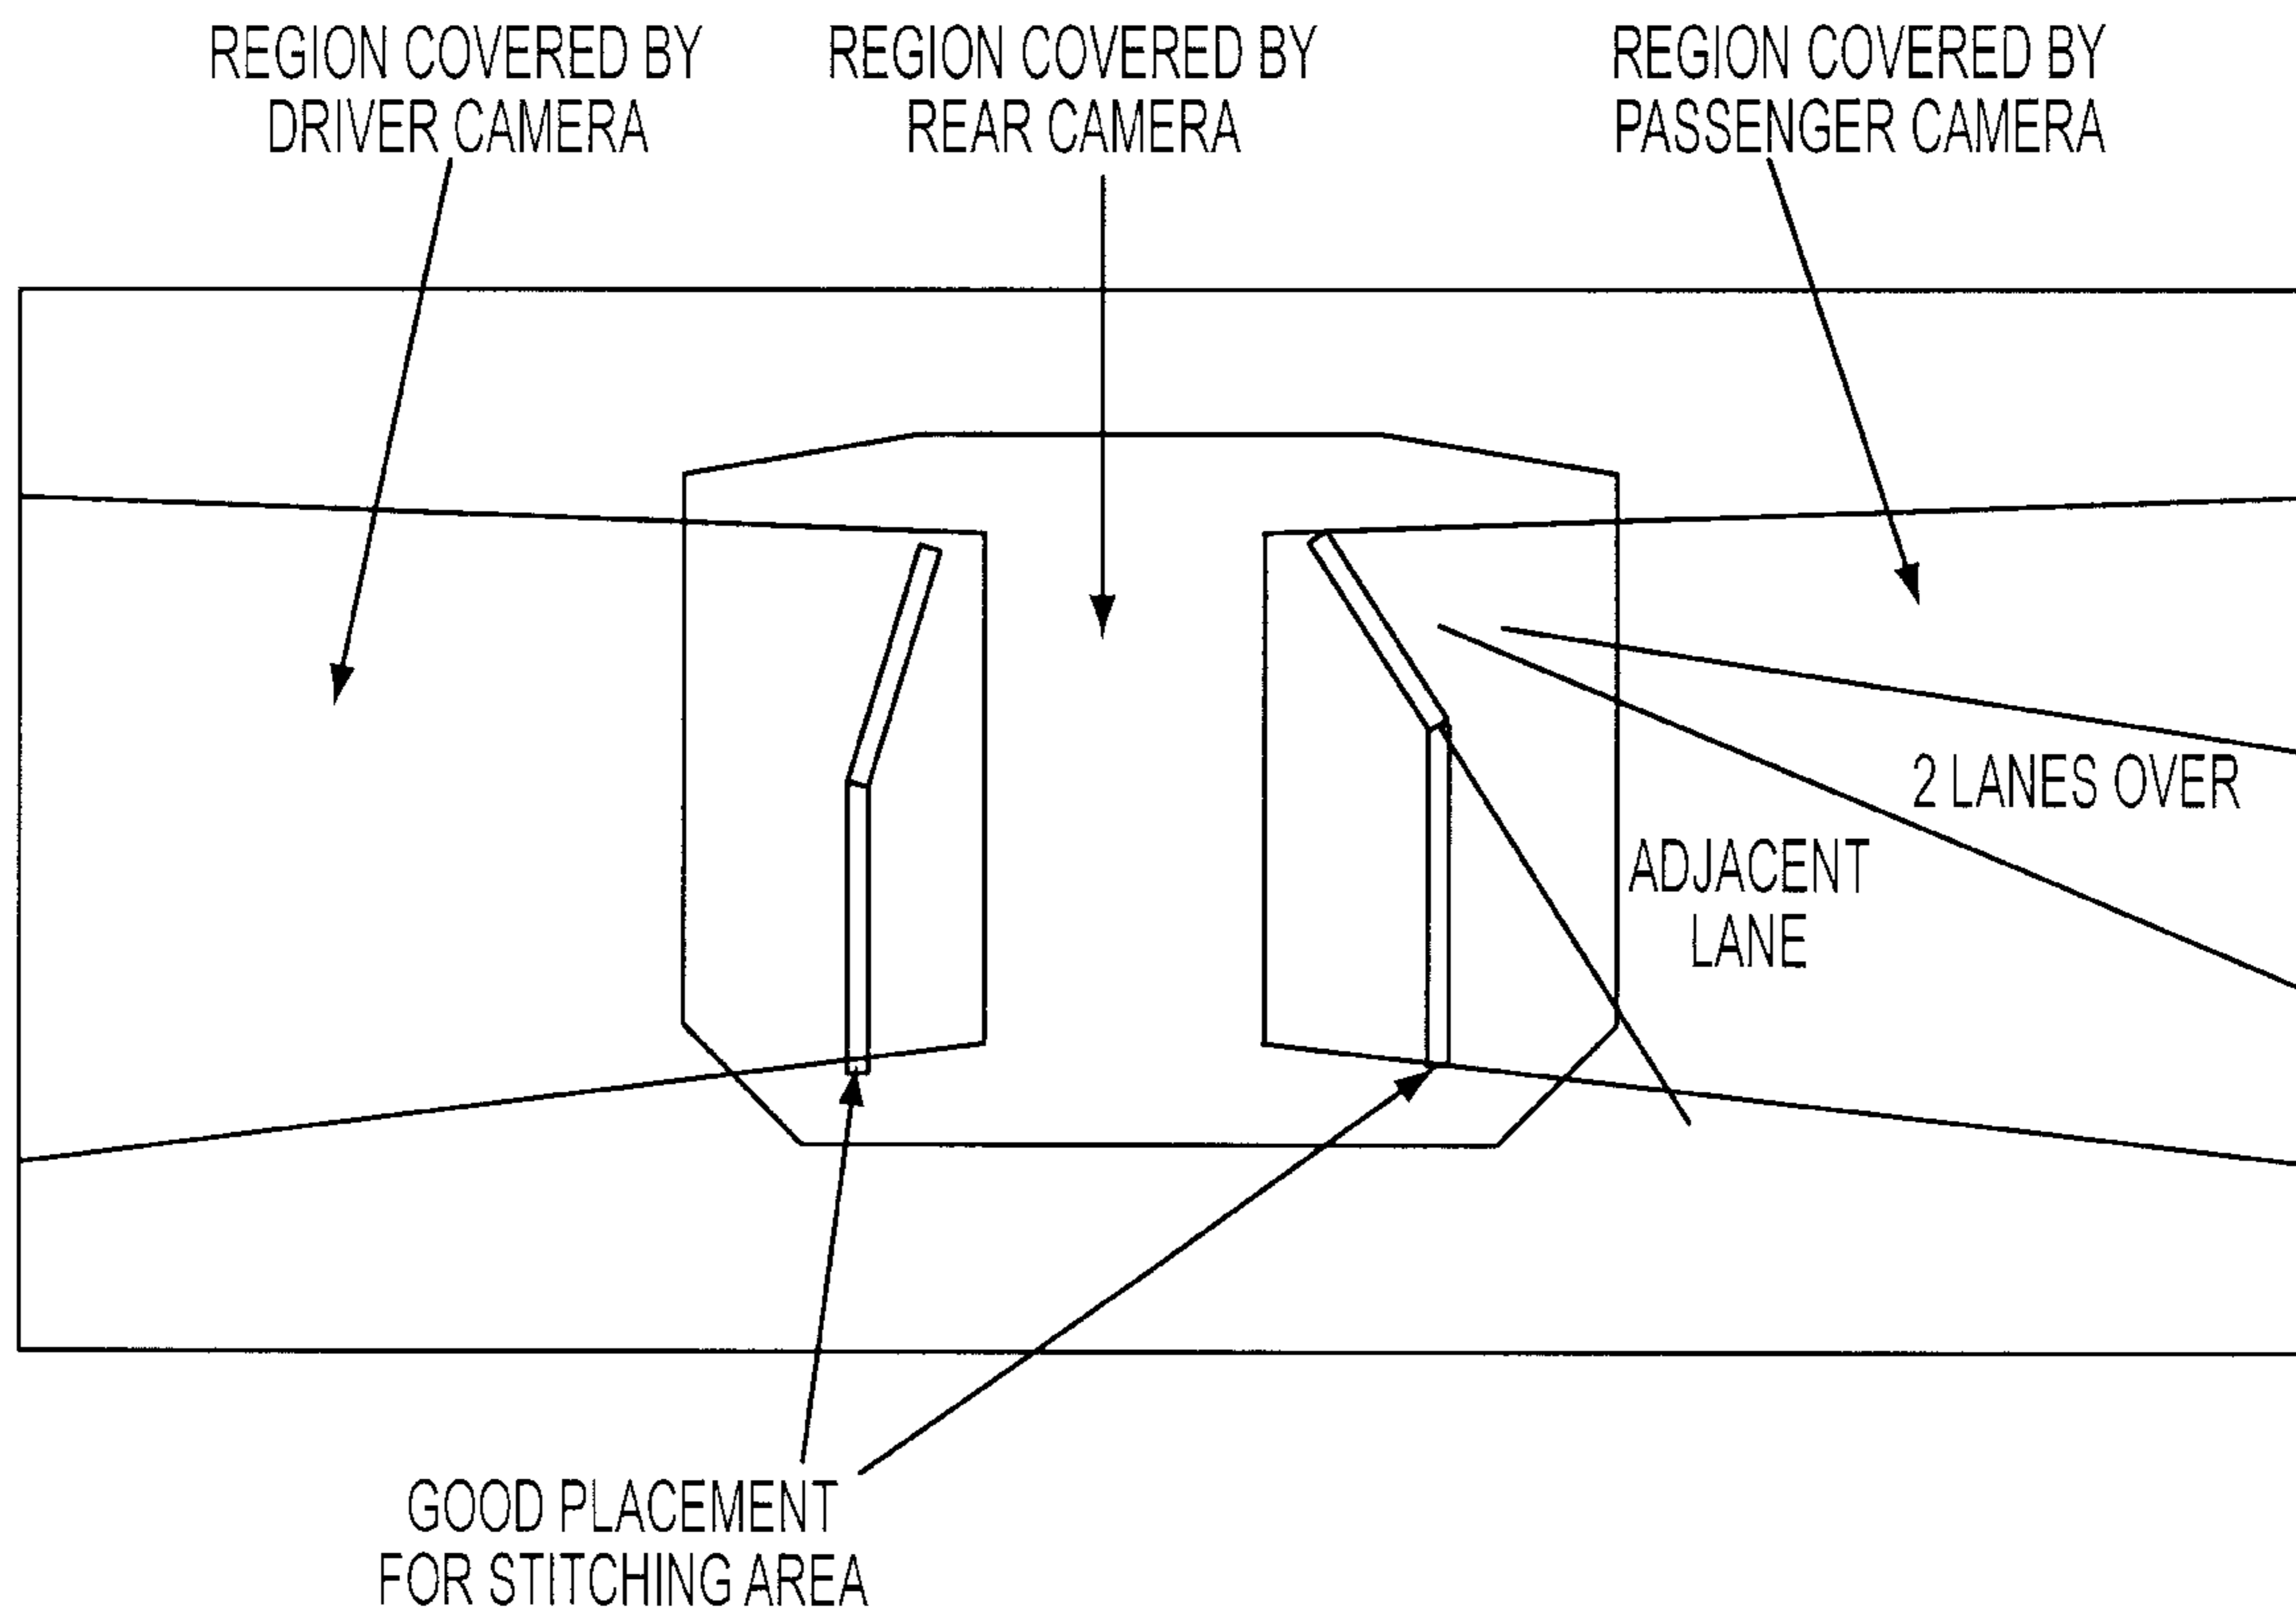 REGION COVERED BY
DRIVER CAMERA
REGION COVERED BY
REAR CAMERA
REGION COVERED BY
PASSENGER CAMERA
2 LANES OVER
ADJACENT
LANE
GOOD PLACEMENT
FOR STITCHING AREA